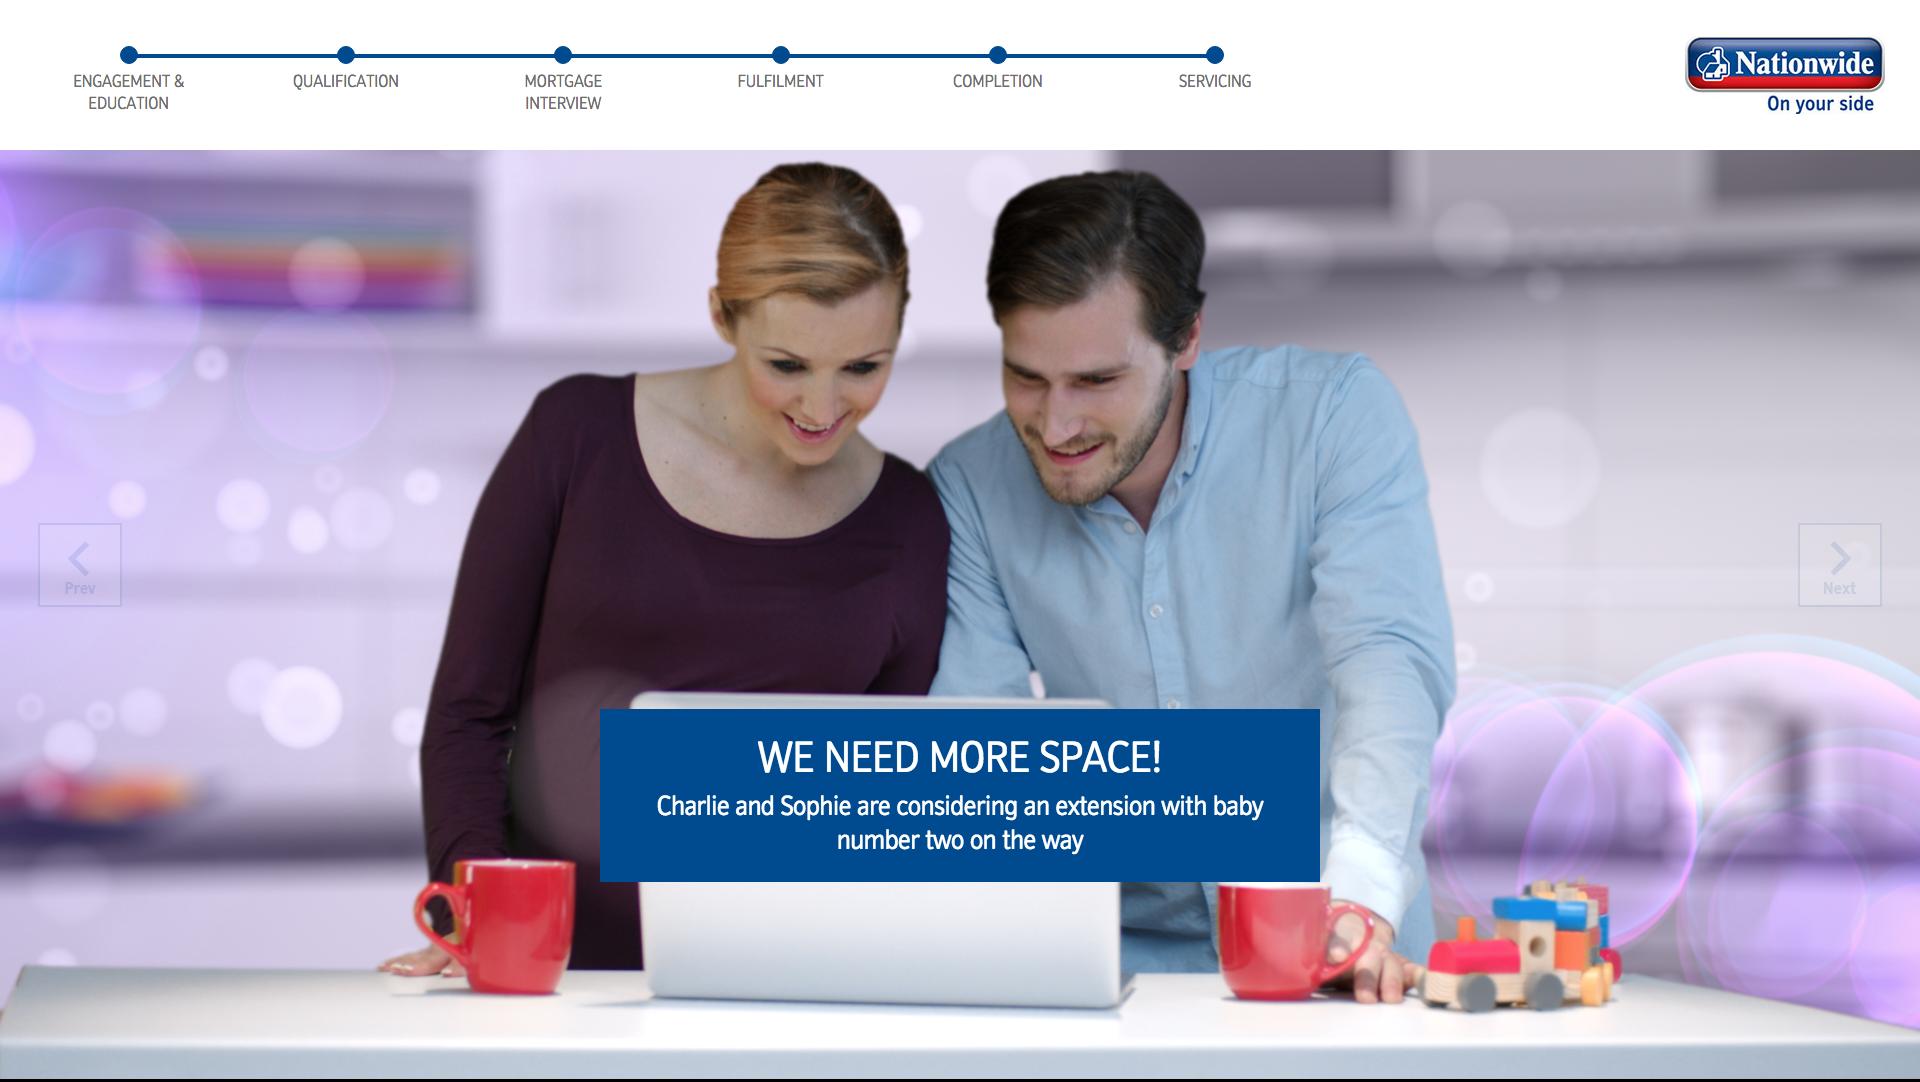 ENGAGEMENT &
EDUCATION
QUALIFICATION
MORTGAGE
INTERVIEW
FULFILMENT
COMPLETION
SERVICING
Nationwide
On your side
Prev
Next
WE NEED MORE SPACE!
Charlie and Sophie are considering an extension with baby
number two on the way